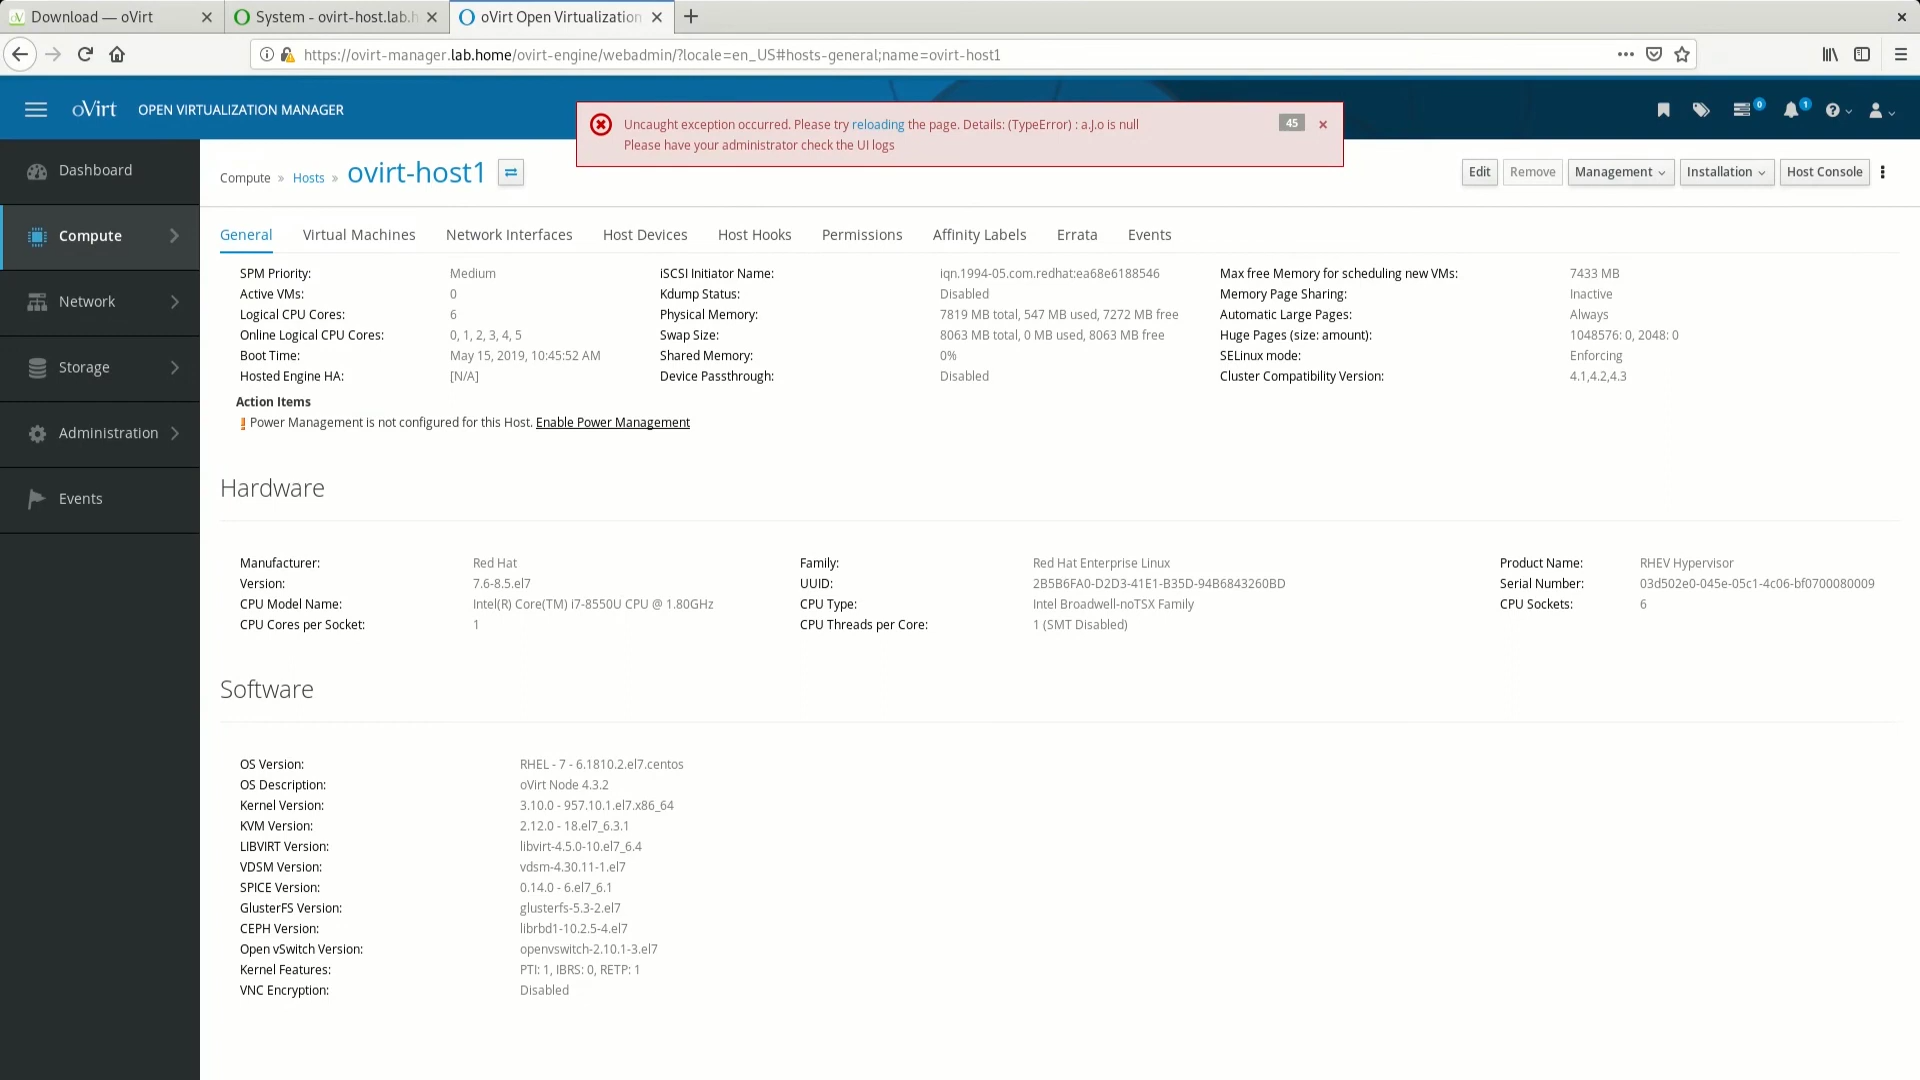 Download — oVirt
System - ovirt-host.lab.h
oVirt Open Virtualization
https://ovirt-manager.lab.home/ovirt-engine/webadmin/?locale=en_US#hosts-general;name=ovirt-host1
oVirt OPEN VIRTUALIZATION MANAGER
0
1
Uncaught exception occurred. Please try reloading the page. Details: (TypeError) : a.J.o is null
Please have your administrator check the UI logs
45
Dashboard
Compute
Network
Storage
Administration
Events
Compute » Hosts » ovirt-host1
Edit Remove Management Installation Host Console
General Virtual Machines Network Interfaces Host Devices Host Hooks Permissions Affinity Labels Errata Events
SPM Priority: Medium
Active VMs: 0
Logical CPU Cores: 6
Online Logical CPU Cores: 0, 1, 2, 3, 4, 5
Boot Time: May 15, 2019, 10:45:52 AM
Hosted Engine HA: [N/A]
iSCSI Initiator Name: iqn.1994-05.com.redhat:ea68e6188546
Kdump Status: Disabled
Physical Memory: 7819 MB total, 547 MB used, 7272 MB free
Swap Size: 8063 MB total, 0 MB used, 8063 MB free
Shared Memory: 0%
Device Passthrough: Disabled
Max free Memory for scheduling new VMs: 7433 MB
Memory Page Sharing: Inactive
Automatic Large Pages: Always
Huge Pages (size: amount): 1048576: 0, 2048: 0
SELinux mode: Enforcing
Cluster Compatibility Version: 4.1,4.2,4.3
Action Items
Power Management is not configured for this Host. Enable Power Management
Hardware
Manufacturer: Red Hat
Version: 7.6-8.5.el7
CPU Model Name: Intel(R) Core(TM) i7-8550U CPU @ 1.80GHz
CPU Cores per Socket: 1
Family: Red Hat Enterprise Linux
UUID: 2B5B6FA0-D2D3-41E1-B35D-94B6843260BD
CPU Type: Intel Broadwell-noTSX Family
CPU Threads per Core: 1 (SMT Disabled)
Product Name: RHEV Hypervisor
Serial Number: 03d502e0-045e-05c1-4c06-bf0700080009
CPU Sockets: 6
Software
OS Version: RHEL - 7 - 6.1810.2.el7.centos
OS Description: oVirt Node 4.3.2
Kernel Version: 3.10.0 - 957.10.1.el7.x86_64
KVM Version: 2.12.0 - 18.el7_6.3.1
LIBVIRT Version: libvirt-4.5.0-10.el7_6.4
VDSM Version: vdsm-4.30.11-1.el7
SPICE Version: 0.14.0 - 6.el7_6.1
GlusterFS Version: glusterfs-5.3-2.el7
CEPH Version: librbd1-10.2.5-4.el7
Open vSwitch Version: openvswitch-2.10.1-3.el7
Kernel Features: PTI: 1, IBRS: 0, RETP: 1
VNC Encryption: Disabled